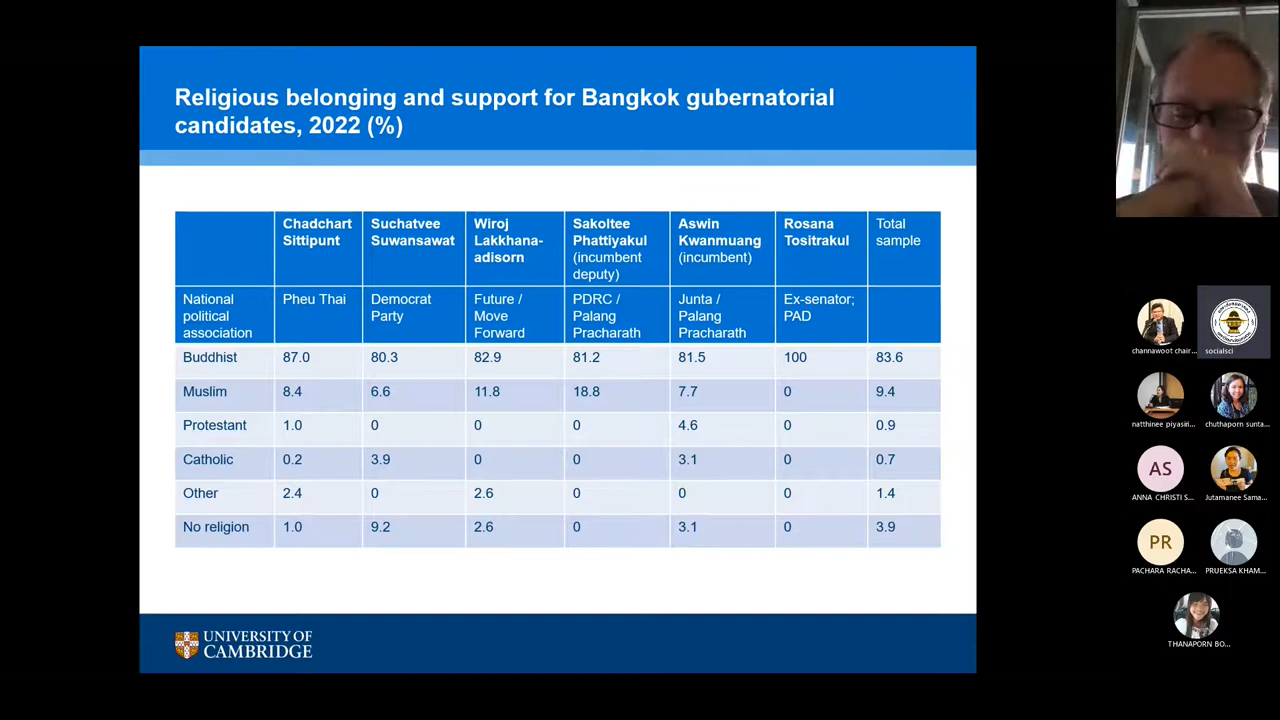 Religious belonging and support for Bangkok gubernatorial
candidates, 2022 (%)
Chadchart Sittipunt Suchatvee Suwansawat Wiroj Lakkhana-adisorn Sakoltee Phattiyakul (incumbent deputy) Aswin Kwanmuang (incumbent) Rosana Tositrakul Total sample
National political association Pheu Thai Democrat Party Future / Move Forward PDRC / Palang Pracharath Junta / Palang Pracharath Ex-senator; PAD
Buddhist 87.0 80.3 82.9 81.2 81.5 100 83.6
Muslim 8.4 6.6 11.8 18.8 7.7 0 9.4
Protestant 1.0 0 0 0 4.6 0 0.9
Catholic 0.2 3.9 0 0 3.1 0 0.7
Other 2.4 0 2.6 0 0 0 1.4
No religion 1.0 9.2 2.6 0 3.1 0 3.9
UNIVERSITY OF
CAMBRIDGE
channawoot chair... socialsci
natthinee piyasiri... chuthaporn sunta...
AS
ANNA CHRISTI S... Jutamanee Sama...
PR
PACHARA RACHA... PRUEKSA KHAM...
THANAPORN BO...